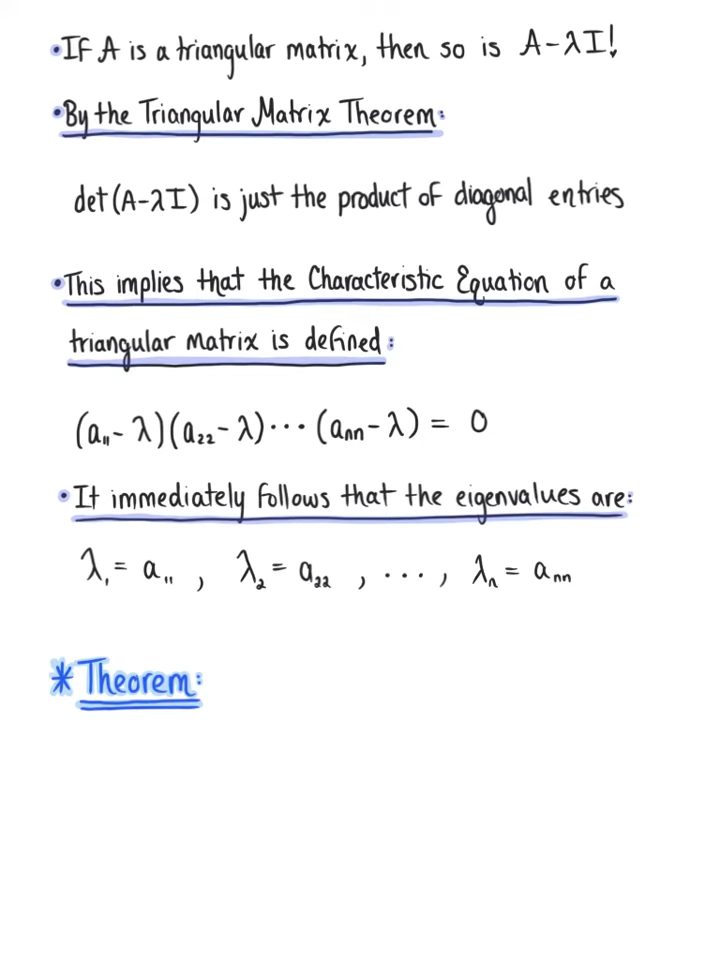 •If A is a triangular matrix, then so is A-λI!
•By the Triangular Matrix Theorem:
det(A-λI) is just the product of diagonal entries
•This implies that the Characteristic Equation of a
triangular matrix is defined:
(a₁₁-λ)(a₂₂-λ)···(aₙₙ-λ) = 0
•It immediately follows that the eigenvalues are:
λ₁ = a₁₁ , λ₂ = a₂₂ , ..., λₙ = aₙₙ
*Theorem: